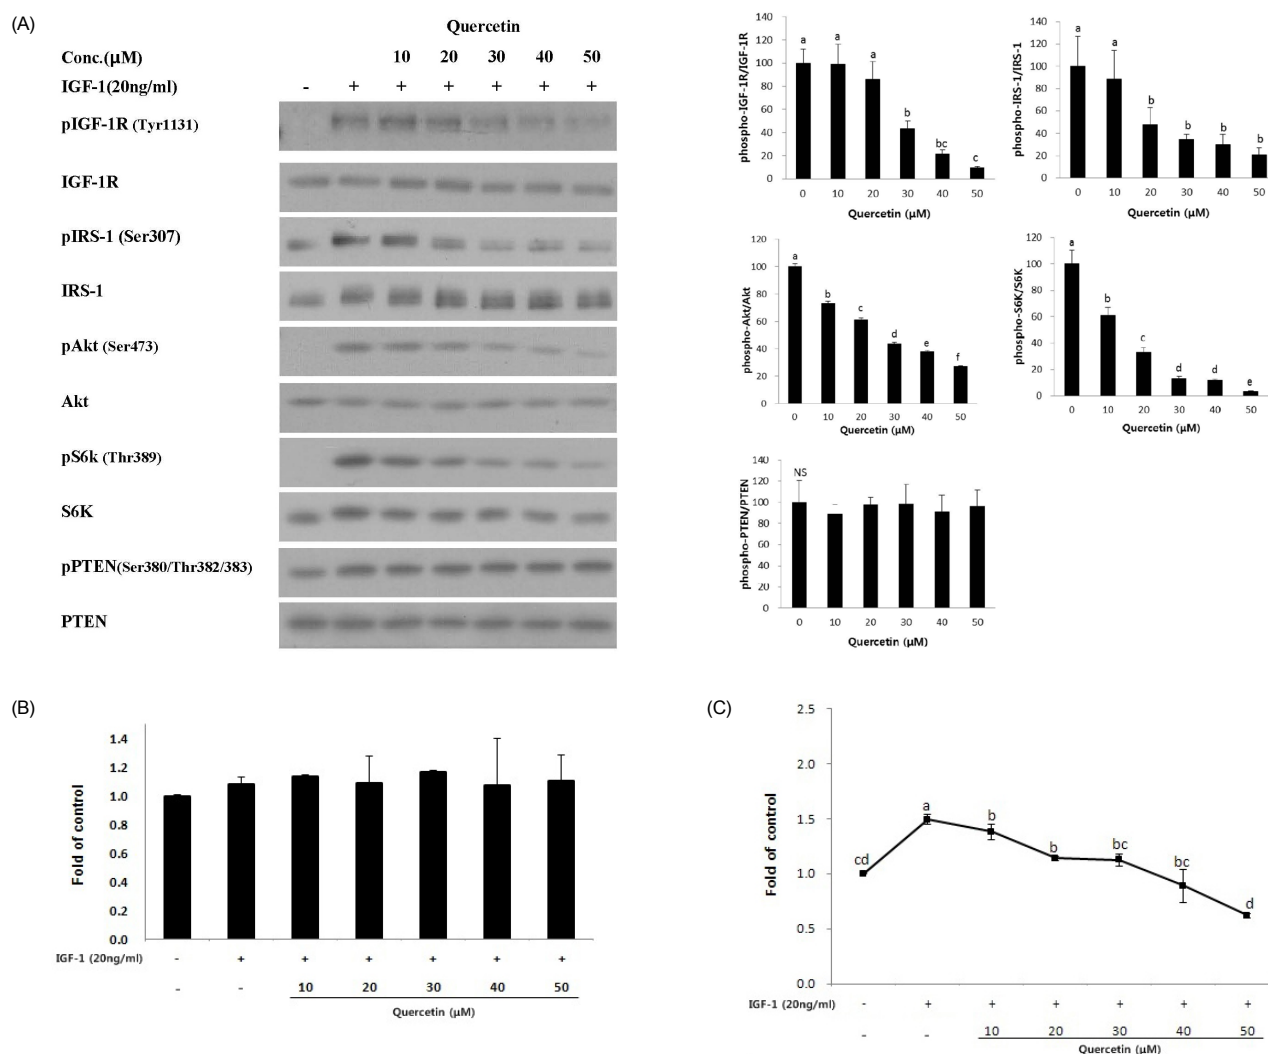 (A)
Quercetin
Conc.(μM) 10 20 30 40 50
IGF-1(20ng/ml) - + + + + + +
pIGF-1R (Tyr1131)
IGF-1R
pIRS-1 (Ser307)
IRS-1
pAkt (Ser473)
Akt
pS6k (Thr389)
S6K
pPTEN(Ser380/Thr382/383)
PTEN
phospho-IGF-1R/IGF-1R
140
120
100
80
60
40
20
0
a a a b bc c
0 10 20 30 40 50
Quercetin (μM)
phospho-IRS-1/IRS-1
140
120
100
80
60
40
20
0
a a b b b b
0 10 20 30 40 50
Quercetin (μM)
phospho-Akt/Akt
120
100
80
60
40
20
0
a b c d e f
0 10 20 30 40 50
Quercetin (μM)
phospho-S6K/S6K
120
100
80
60
40
20
0
a b c d d e
0 10 20 30 40 50
Quercetin (μM)
phospho-PTEN/PTEN
140
120
100
80
60
40
20
0
NS
0 10 20 30 40 50
Quercetin (μM)
(B)
Fold of control
1.4
1.2
1.0
0.8
0.6
0.4
0.2
0.0
IGF-1 (20ng/ml) - + + + + + +
- - 10 20 30 40 50
Quercetin (μM)
(C)
Fold of control
2.5
2.0
1.5
1.0
0.5
0.0
cd a b b bc bc d
IGF-1 (20ng/ml) - + + + + + +
- - 10 20 30 40 50
Quercetin (μM)